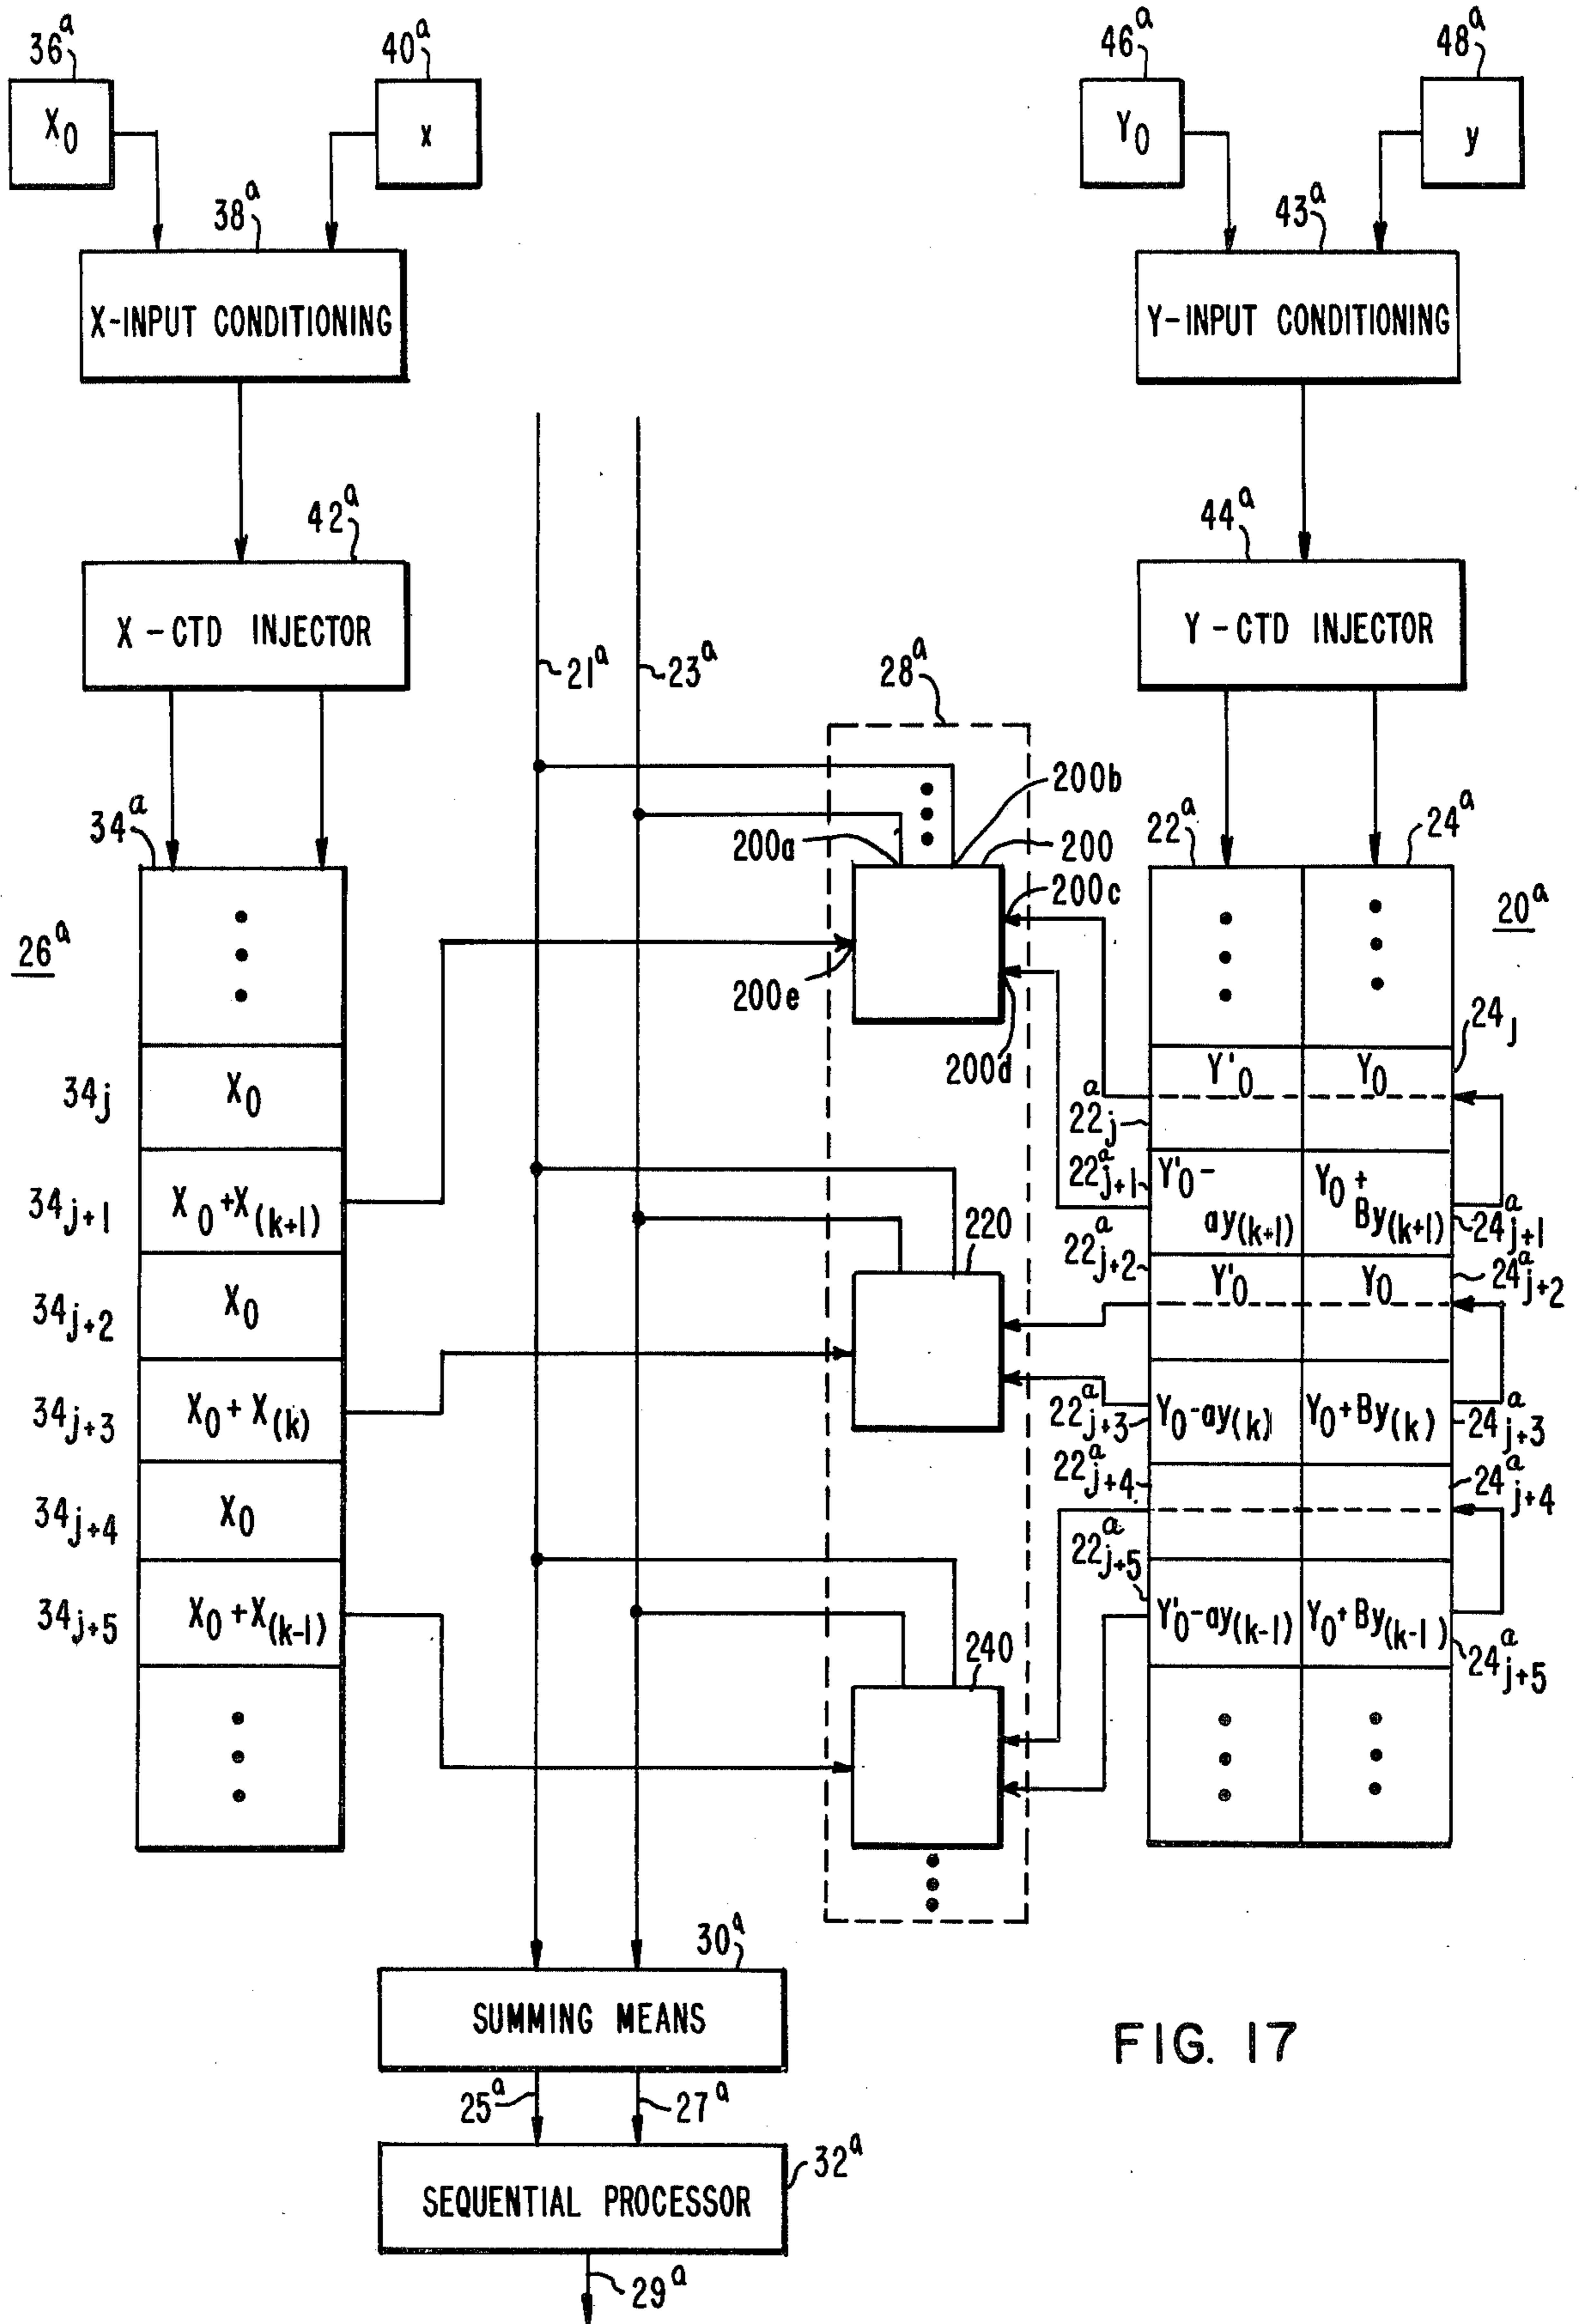 36ᵃ
40ᵃ
46ᵃ
48ᵃ
X₀
x
Y₀
y
38ᵃ
43ᵃ
X-INPUT CONDITIONING
Y-INPUT CONDITIONING
42ᵃ
44ᵃ
X-CTD INJECTOR
Y-CTD INJECTOR
21ᵃ
23ᵃ
28ᵃ
34ᵃ
200a
200b
200
200c
22ᵃ
24ᵃ
26ᵃ
20ᵃ
200e
200d
24j
34j
X₀
22ᵃj
Y'₀
Y₀
34j+1
X₀+X(k+1)
22ᵃj+1
Y'₀-
ay(k+1)
Y₀+
By(k+1)
24ᵃj+1
34j+2
X₀
220
22ᵃj+2
Y'₀
Y₀
24ᵃj+2
34j+3
X₀+X(k)
22ᵃj+3
Y₀-ay(k)
Y₀+By(k)
24ᵃj+3
34j+4
X₀
22ᵃj+4
24ᵃj+4
34j+5
X₀+X(k-1)
22ᵃj+5
Y'₀-ay(k-1)
Y₀+By(k-1)
24ᵃj+5
240
30ᵃ
SUMMING MEANS
25ᵃ
27ᵃ
32ᵃ
SEQUENTIAL PROCESSOR
29ᵃ
FIG. 17